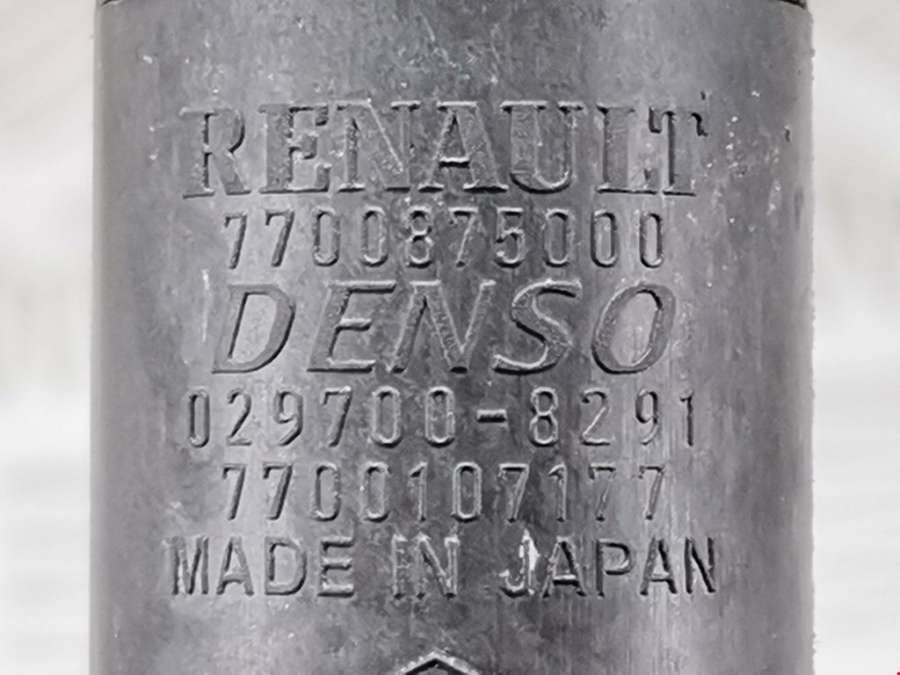 RENAULT
7700875000
DENSO
029700-8291
7700107177
MADE IN JAPAN